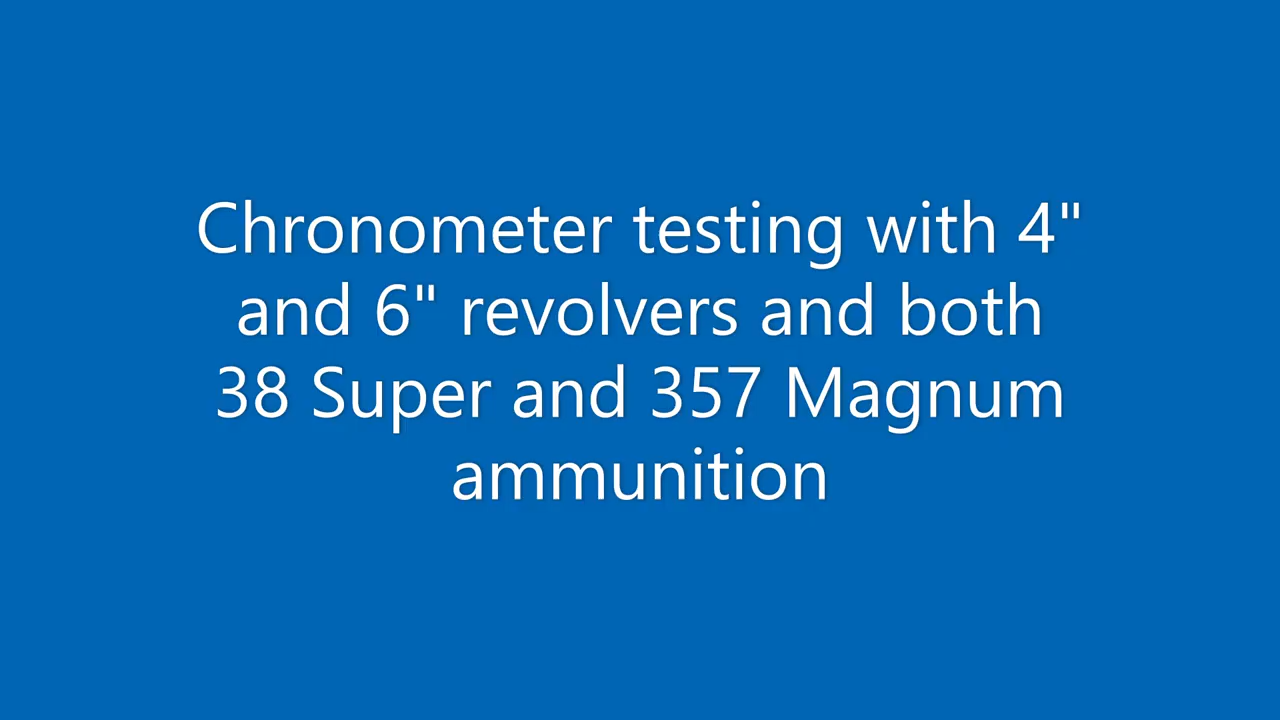 Chronometer testing with 4"
and 6" revolvers and both
38 Super and 357 Magnum
ammunition